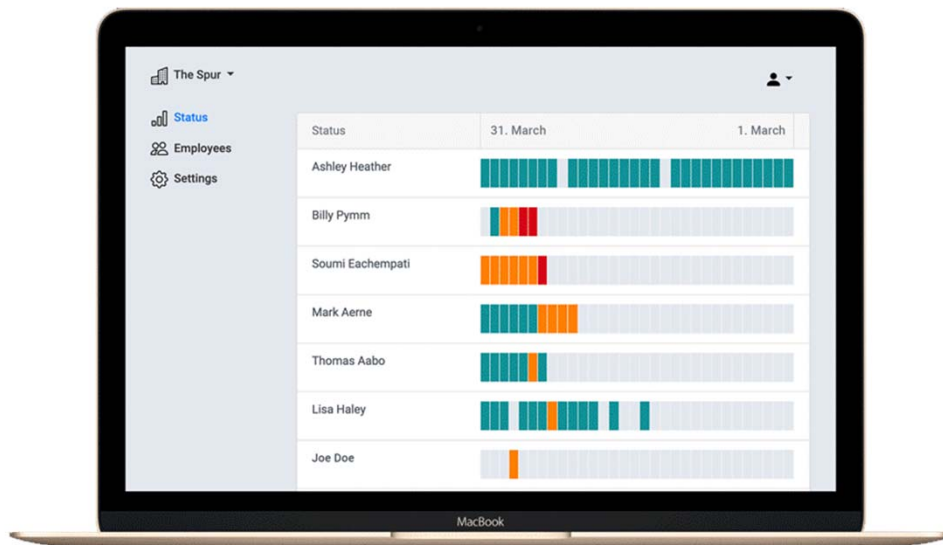 The Spur
Status
Employees
Settings
Status 31. March 1. March
Ashley Heather
Billy Pymm
Soumi Eachempati
Mark Aerne
Thomas Aabo
Lisa Haley
Joe Doe
MacBook